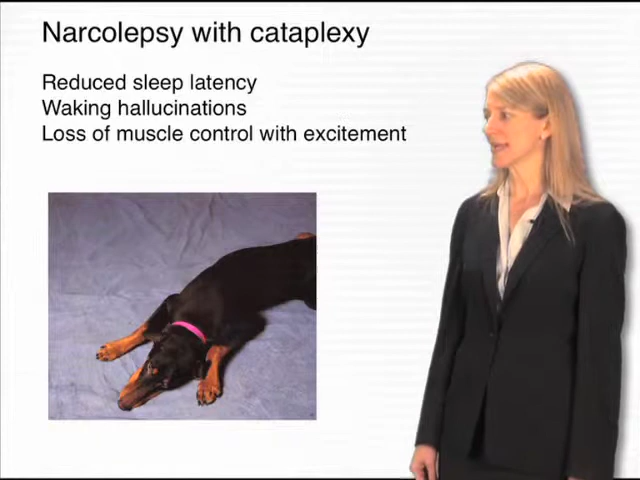 Narcolepsy with cataplexy
Reduced sleep latency
Waking hallucinations
Loss of muscle control with excitement